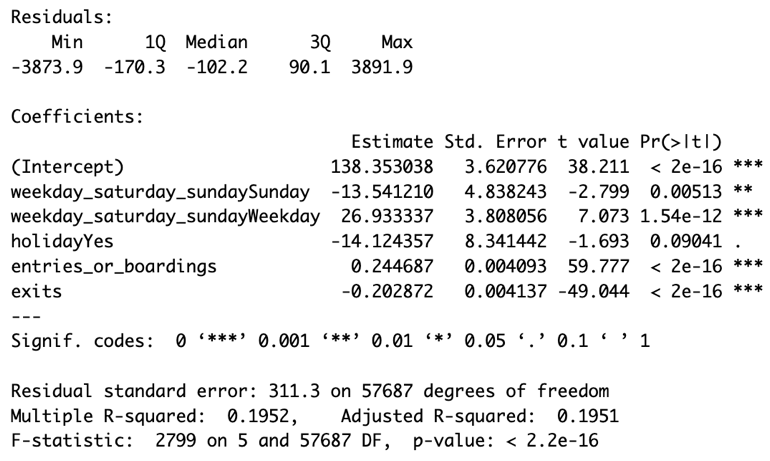 Residuals:
    Min      1Q  Median      3Q     Max
-3873.9  -170.3  -102.2    90.1  3891.9
Coefficients:
                                Estimate Std. Error t value Pr(>|t|)
(Intercept)                   138.353038   3.620776  38.211  < 2e-16 ***
weekday_saturday_sundaySunday  -13.541210   4.838243  -2.799  0.00513 **
weekday_saturday_sundayWeekday  26.933337   3.808056   7.073 1.54e-12 ***
holidayYes                     -14.124357   8.341442  -1.693  0.09041 .
entries_or_boardings             0.244687   0.004093  59.777  < 2e-16 ***
exits                           -0.202872   0.004137 -49.044  < 2e-16 ***
---
Signif. codes:  0 ‘***’ 0.001 ‘**’ 0.01 ‘*’ 0.05 ‘.’ 0.1 ‘ ’ 1
Residual standard error: 311.3 on 57687 degrees of freedom
Multiple R-squared:  0.1952,    Adjusted R-squared:  0.1951
F-statistic:  2799 on 5 and 57687 DF,  p-value: < 2.2e-16